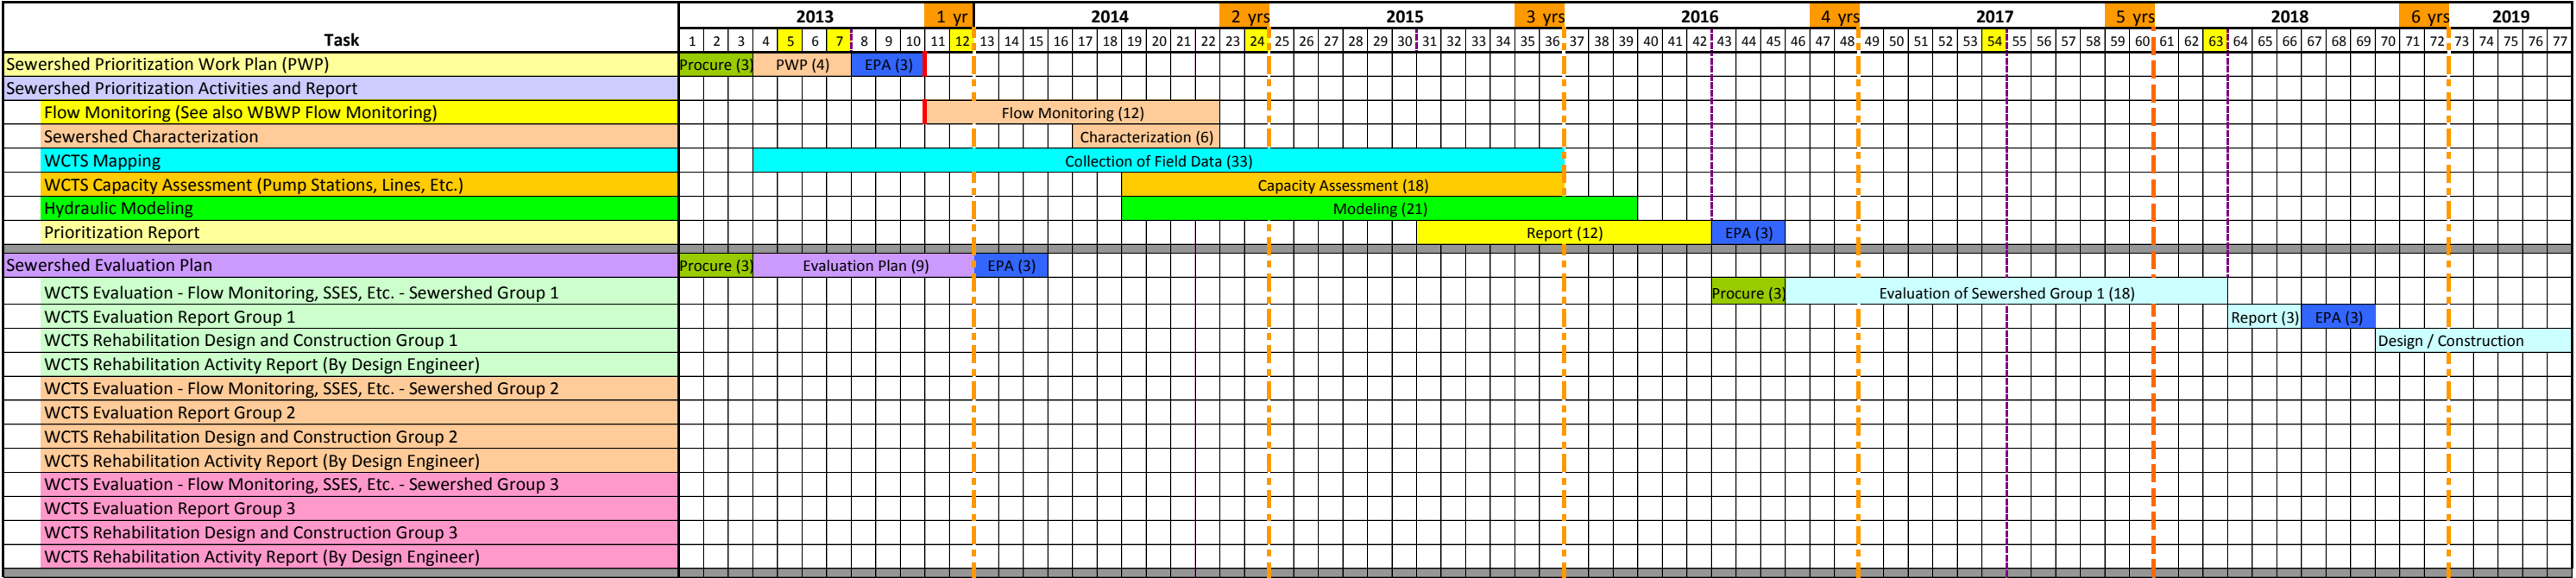 2013 1 yr 2014 2 yrs 2015 3 yrs 2016 4 yrs 2017 5 yrs 2018 6 yrs 2019
Task 1 2 3 4 5 6 7 8 9 10 11 12 13 14 15 16 17 18 19 20 21 22 23 24 25 26 27 28 29 30 31 32 33 34 35 36 37 38 39 40 41 42 43 44 45 46 47 48 49 50 51 52 53 54 55 56 57 58 59 60 61 62 63 64 65 66 67 68 69 70 71 72 73 74 75 76 77
Sewershed Prioritization Work Plan (PWP) Procure (3) PWP (4) EPA (3)
Sewershed Prioritization Activities and Report
Flow Monitoring (See also WBWP Flow Monitoring) Flow Monitoring (12)
Sewershed Characterization Characterization (6)
WCTS Mapping Collection of Field Data (33)
WCTS Capacity Assessment (Pump Stations, Lines, Etc.) Capacity Assessment (18)
Hydraulic Modeling Modeling (21)
Prioritization Report Report (12) EPA (3)
Sewershed Evaluation Plan Procure (3) Evaluation Plan (9) EPA (3)
WCTS Evaluation - Flow Monitoring, SSES, Etc. - Sewershed Group 1 Procure (3) Evaluation of Sewershed Group 1 (18)
WCTS Evaluation Report Group 1 Report (3) EPA (3)
WCTS Rehabilitation Design and Construction Group 1 Design / Construction
WCTS Rehabilitation Activity Report (By Design Engineer)
WCTS Evaluation - Flow Monitoring, SSES, Etc. - Sewershed Group 2
WCTS Evaluation Report Group 2
WCTS Rehabilitation Design and Construction Group 2
WCTS Rehabilitation Activity Report (By Design Engineer)
WCTS Evaluation - Flow Monitoring, SSES, Etc. - Sewershed Group 3
WCTS Evaluation Report Group 3
WCTS Rehabilitation Design and Construction Group 3
WCTS Rehabilitation Activity Report (By Design Engineer)